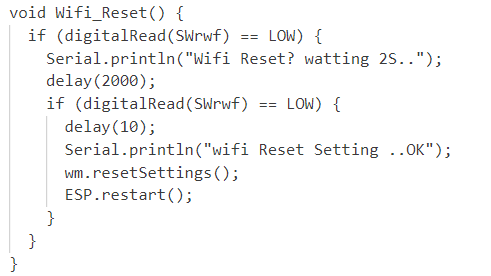 void Wifi_Reset() {
  if (digitalRead(SWrwf) == LOW) {
    Serial.println("Wifi Reset? watting 2S..");
    delay(2000);
    if (digitalRead(SWrwf) == LOW) {
      delay(10);
      Serial.println("wifi Reset Setting ..OK");
      wm.resetSettings();
      ESP.restart();
    }
  }
}